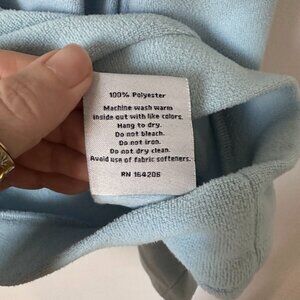 100% Polyester
Machine wash warm
inside out with like colors.
Hang to dry.
Do not bleach.
Do not iron.
Do not dry clean.
Avoid use of fabric softeners.
RN 164206